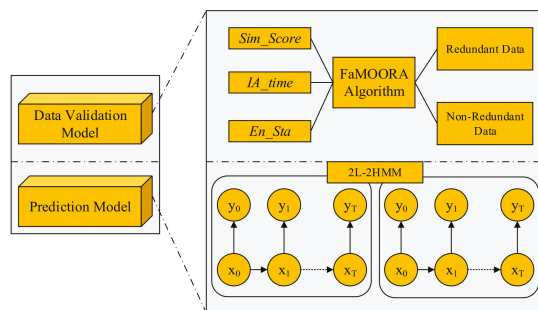 Data Validation
Model
Prediction Model
Sim_Score
IA_time
En_Sta
FaMOORA
Algorithm
Redundant Data
Non-Redundant
Data
2L-2HMM
y0 y1 yT y0 y1 yT
x0 x1 xT x0 x1 xT